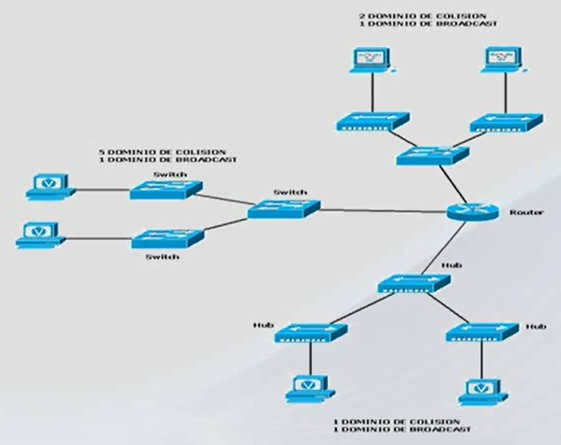 2 DOMINIO DE COLISION
1 DOMINIO DE BROADCAST
5 DOMINIO DE COLISION
1 DOMINIO DE BROADCAST
Switch
Switch
Switch
Router
Hub
Hub
Hub
1 DOMINIO DE COLISION
1 DOMINIO DE BROADCAST